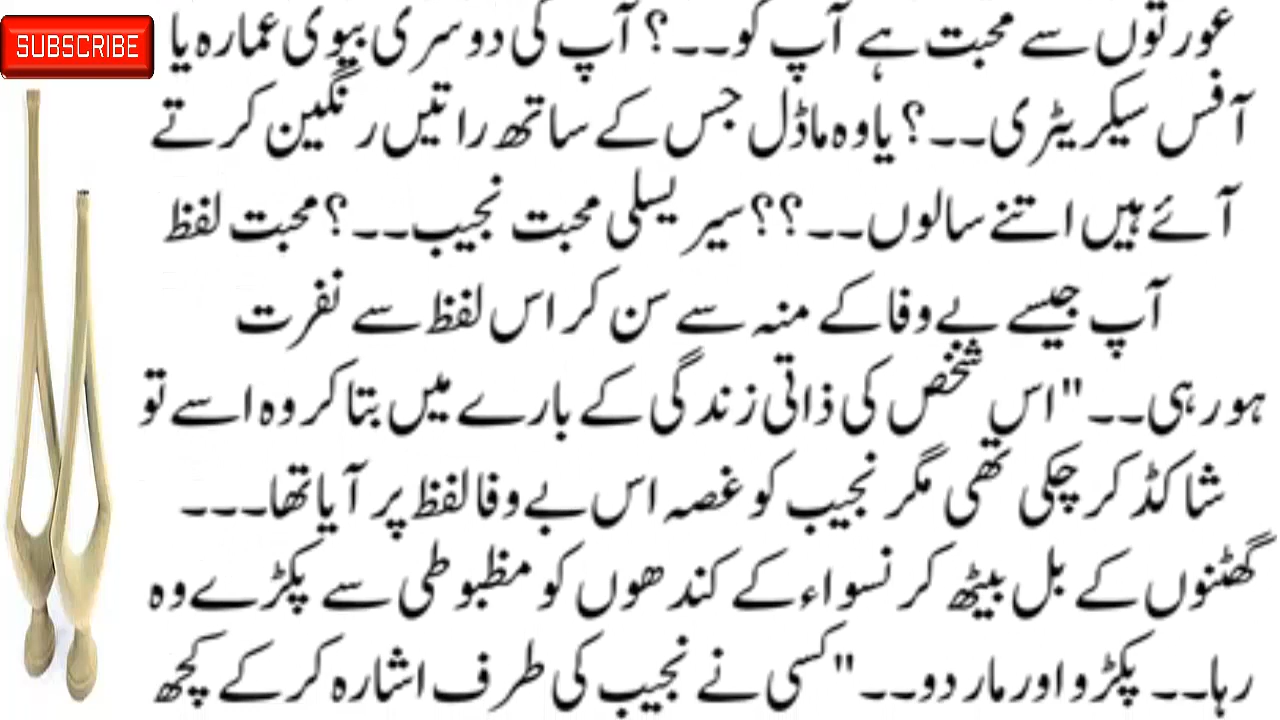 SUBSCRIBE
عورتوں سے محبت ہے آپ کو۔۔؟ آپ کی دوسری بیوی عمارہ یا
آفس سیکریٹری۔۔؟ یا وہ ماڈل جس کے ساتھ راتیں رنگین کرتے
آئے ہیں اتنے سالوں۔۔؟؟ سیریسلی محبت نجیب۔۔؟ محبت لفظ
آپ جیسے بے وفا کے منہ سے سن کر اس لفظ سے نفرت
ہو رہی۔۔" اس شخص کی ذاتی زندگی کے بارے میں بتا کر وہ اسے تو
شاکڈ کر چکی تھی مگر نجیب کو غصہ اس بے وفا لفظ پر آیا تھا۔۔۔
گھٹنوں کے بل بیٹھ کر نسواء کے کندھوں کو مظبوطی سے پکڑے وہ
رہا۔۔ پکڑو اور مار دو۔۔" کسی نے نجیب کی طرف اشارہ کر کے کچھ